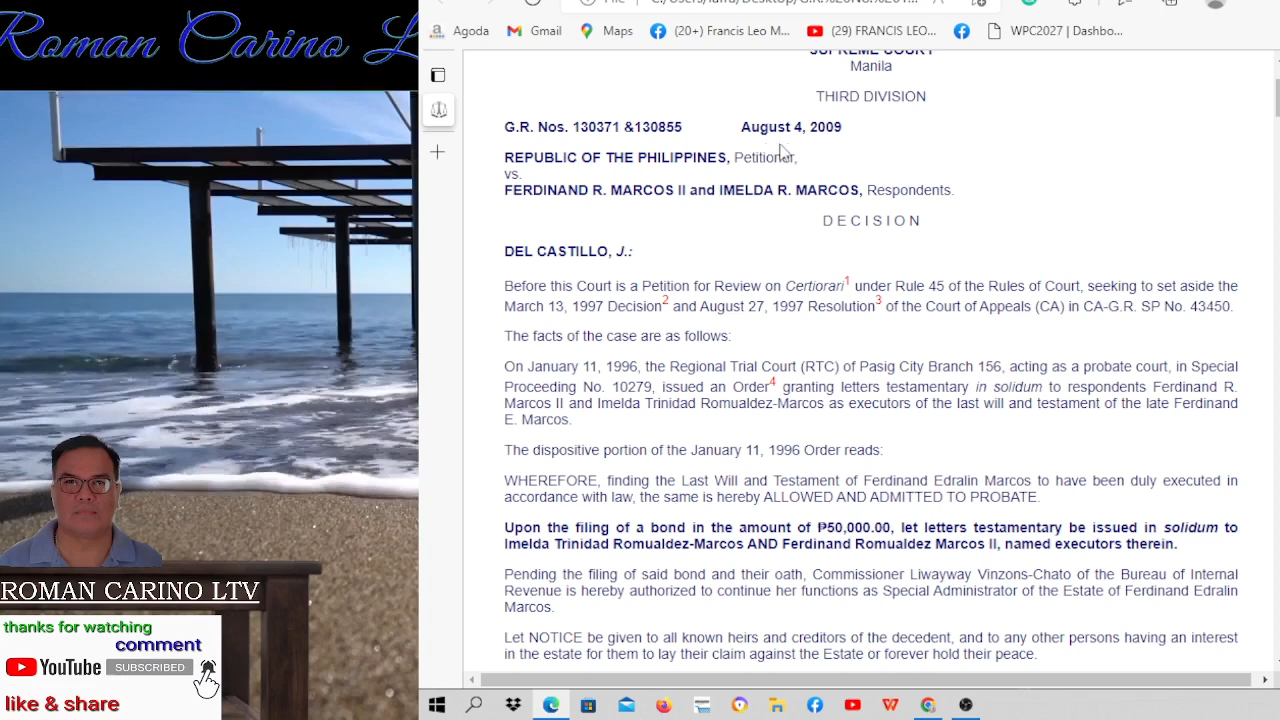 Roman Carino L
Agoda
Gmail
Maps
(20+) Francis Leo M...
(29) FRANCIS LEO...
WPC2027 | Dashbo...
SUPREME COURT
Manila
THIRD DIVISION
G.R. Nos. 130371 &130855 August 4, 2009
REPUBLIC OF THE PHILIPPINES, Petitioner,
vs.
FERDINAND R. MARCOS II and IMELDA R. MARCOS, Respondents.
D E C I S I O N
DEL CASTILLO, J.:
Before this Court is a Petition for Review on Certiorari1 under Rule 45 of the Rules of Court, seeking to set aside the
March 13, 1997 Decision2 and August 27, 1997 Resolution3 of the Court of Appeals (CA) in CA-G.R. SP No. 43450.
The facts of the case are as follows:
On January 11, 1996, the Regional Trial Court (RTC) of Pasig City Branch 156, acting as a probate court, in Special
Proceeding No. 10279, issued an Order4 granting letters testamentary in solidum to respondents Ferdinand R.
Marcos II and Imelda Trinidad Romualdez-Marcos as executors of the last will and testament of the late Ferdinand
E. Marcos.
The dispositive portion of the January 11, 1996 Order reads:
WHEREFORE, finding the Last Will and Testament of Ferdinand Edralin Marcos to have been duly executed in
accordance with law, the same is hereby ALLOWED AND ADMITTED TO PROBATE.
Upon the filing of a bond in the amount of ₱50,000.00, let letters testamentary be issued in solidum to
Imelda Trinidad Romualdez-Marcos AND Ferdinand Romualdez Marcos II, named executors therein.
Pending the filing of said bond and their oath, Commissioner Liwayway Vinzons-Chato of the Bureau of Internal
Revenue is hereby authorized to continue her functions as Special Administrator of the Estate of Ferdinand Edralin
Marcos.
Let NOTICE be given to all known heirs and creditors of the decedent, and to any other persons having an interest
in the estate for them to lay their claim against the Estate or forever hold their peace.
ROMAN CARINO LTV
thanks for watching
comment
YouTube SUBSCRIBED
like & share